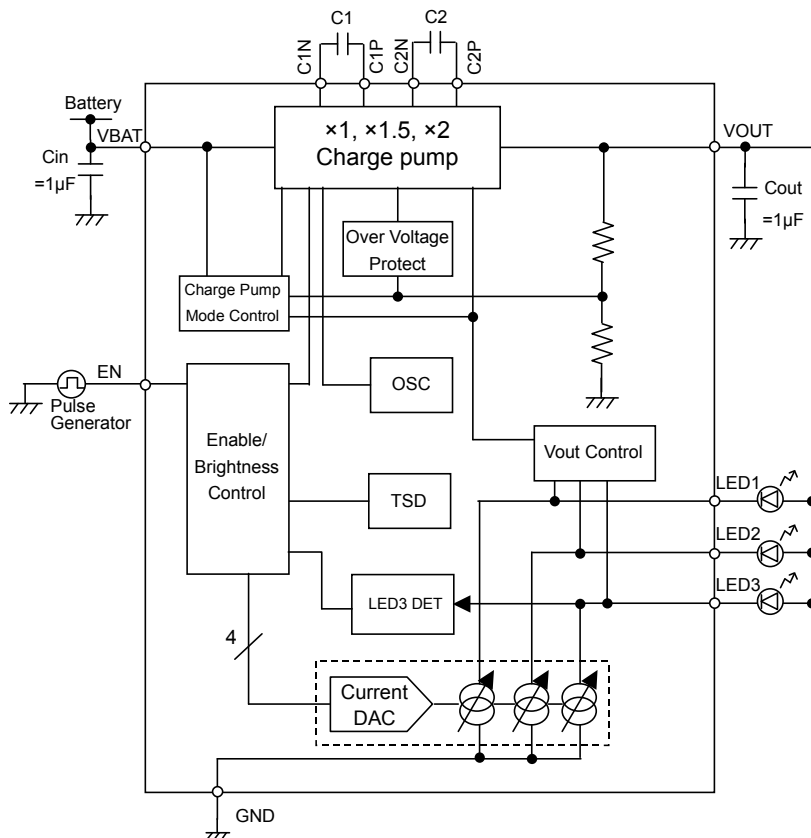 C1
C2
C1N
C1P
C2N
C2P
Battery
VBAT
Cin
=1µF
×1, ×1.5, ×2
Charge pump
VOUT
Cout
=1µF
Over Voltage
Protect
Charge Pump
Mode Control
EN
Pulse
Generator
Enable/
Brightness
Control
OSC
TSD
Vout Control
LED1
LED2
LED3
LED3 DET
4
Current
DAC
GND